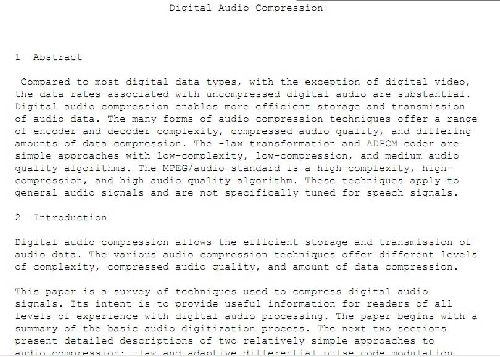 Digital Audio Compression
1  Abstract
Compared to most digital data types, with the exception of digital video,
the data rates associated with uncompressed digital audio are substantial.
Digital audio compression enables more efficient storage and transmission
of audio data. The many forms of audio compression techniques offer a range
of encoder and decoder complexity, compressed audio quality, and differing
amounts of data compression. The -law transformation and ADPCM coder are
simple approaches with low-complexity, low-compression, and medium audio
quality algorithms. The MPEG/audio standard is a high complexity, high-
compression, and high audio quality algorithm. These techniques apply to
general audio signals and are not specifically tuned for speech signals.
2  Introduction
Digital audio compression allows the efficient storage and transmission of
audio data. The various audio compression techniques offer different levels
of complexity, compressed audio quality, and amount of data compression.
This paper is a survey of techniques used to compress digital audio
signals. Its intent is to provide useful information for readers of all
levels of experience with digital audio processing. The paper begins with a
summary of the basic audio digitization process. The next two sections
present detailed descriptions of two relatively simple approaches to
audio compression: -law and adaptive differential pulse code modulation